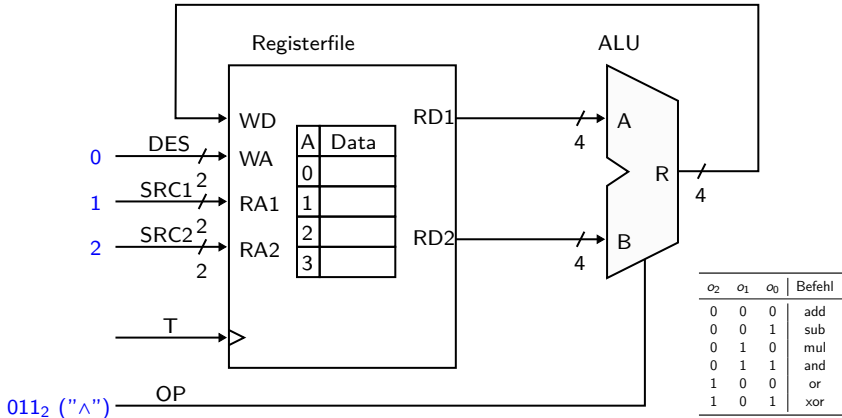 Registerfile
ALU
WD
RD1
A
4
DES
2
0
WA
A Data
0
1
2
3
SRC1
2
1
RA1
R
4
SRC2
2
2
RA2
RD2
B
4
T
OP
011₂ ("∧")
o₂ o₁ o₀ Befehl
0 0 0 add
0 0 1 sub
0 1 0 mul
0 1 1 and
1 0 0 or
1 0 1 xor